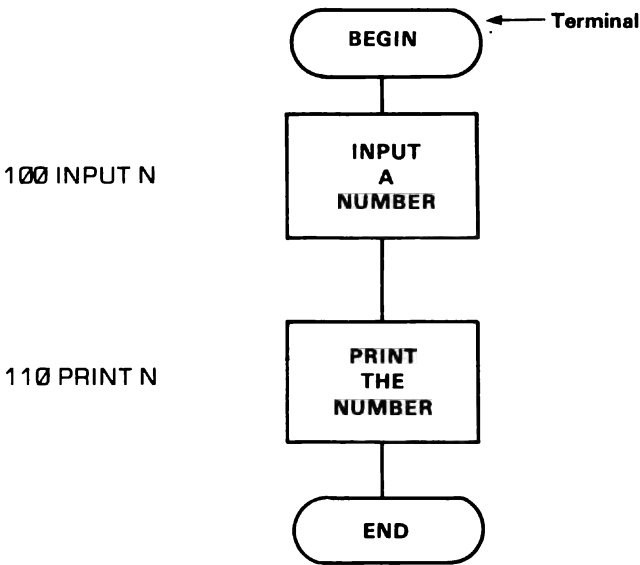 BEGIN
Terminal
100 INPUT N
INPUT
A
NUMBER
110 PRINT N
PRINT
THE
NUMBER
END